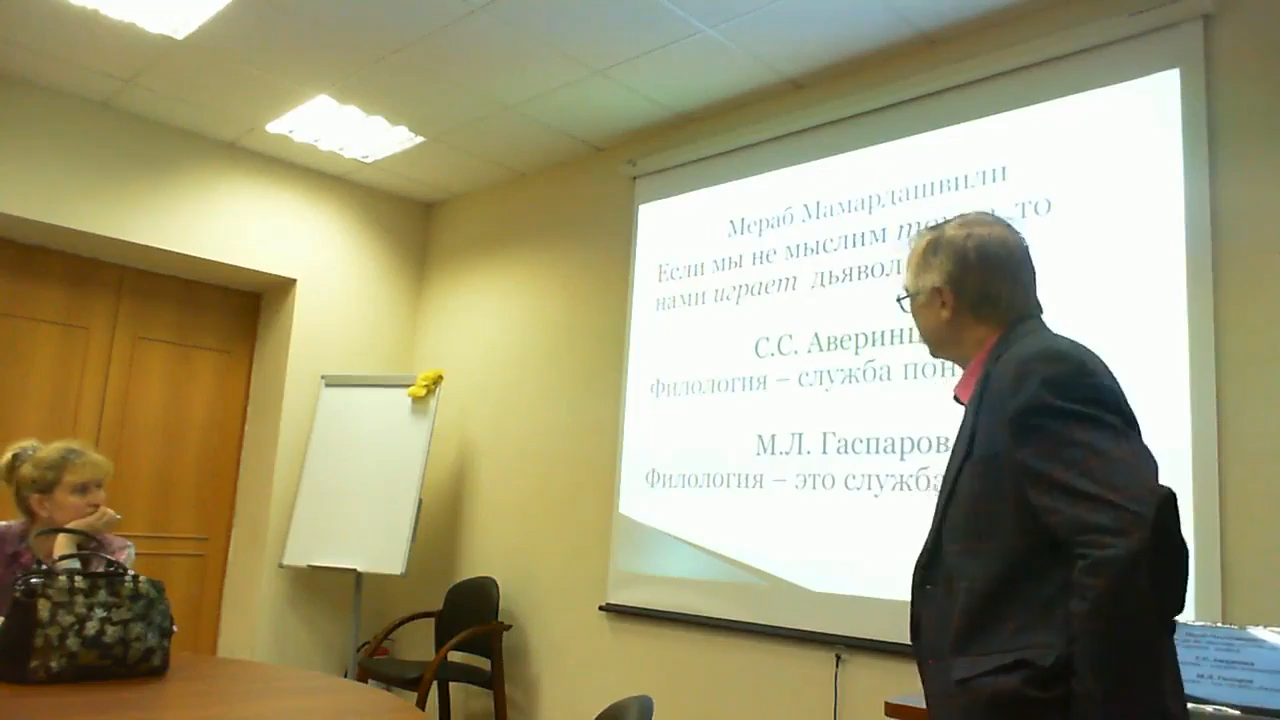 Мераб Мамардашвили
Если мы не мыслим
нами играет дьявол
С.С. Аверинц
Филология – служба пон
М.Л. Гаспаров
Филология – это служба